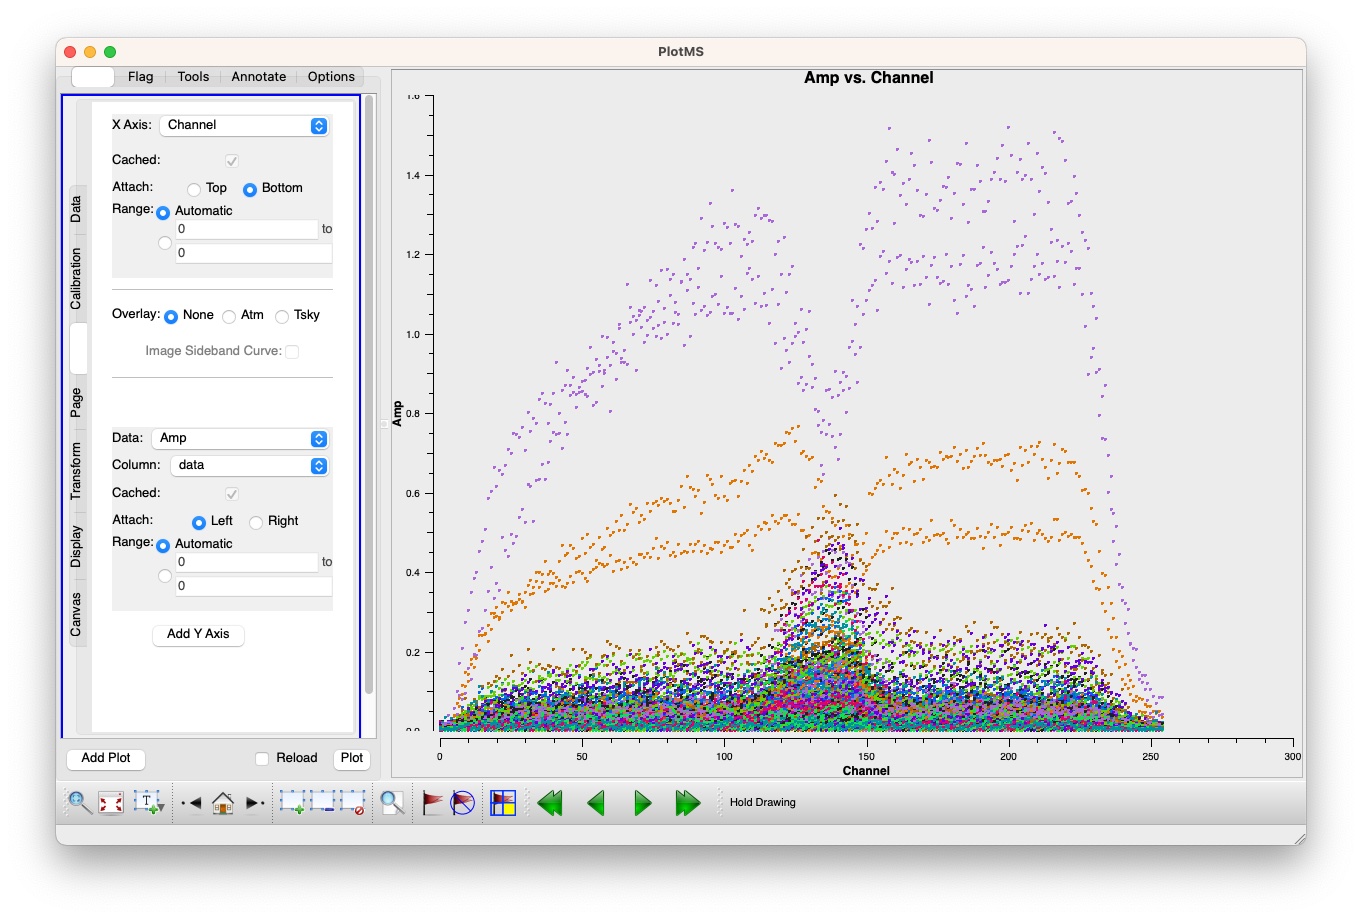 PlotMS
Flag Tools Annotate Options
X Axis: Channel
Cached:
Attach: Top Bottom
Range: Automatic
0 to
0
Overlay: None Atm Tsky
Image Sideband Curve:
Data: Amp
Column: data
Cached:
Attach: Left Right
Range: Automatic
0 to
0
Add Y Axis
Data
Calibration
Page
Transform
Display
Canvas
Add Plot Reload Plot
Amp vs. Channel
Amp
1.6
1.4
1.2
1.0
0.8
0.6
0.4
0.2
0.0
0 50 100 150 200 250 300
Channel
T
Hold Drawing